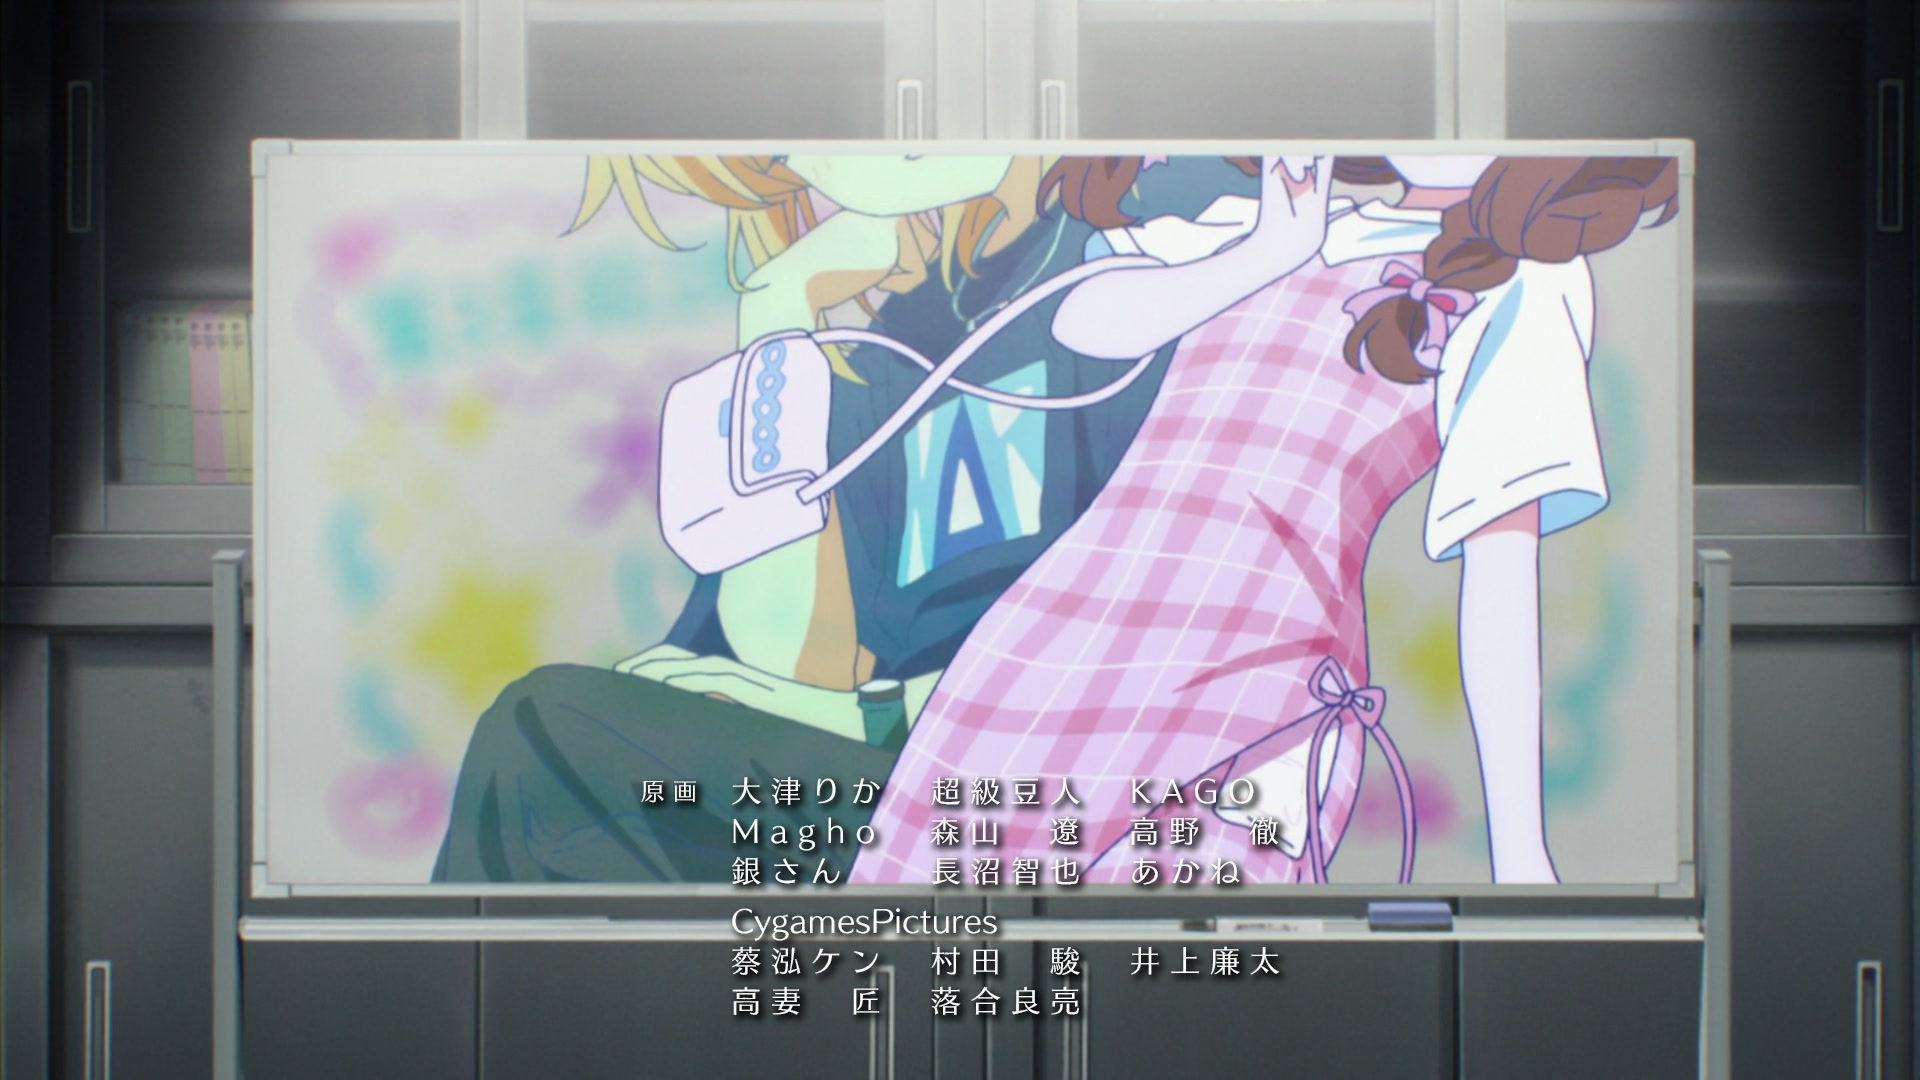 原画 大津りか 超級豆人 KAGO
Magho 森山 遼 高野 徹
銀さん 長沼智也 あかね
CygamesPictures
蔡泓ケン 村田 駿 井上廉太
高妻 匠 落合良亮